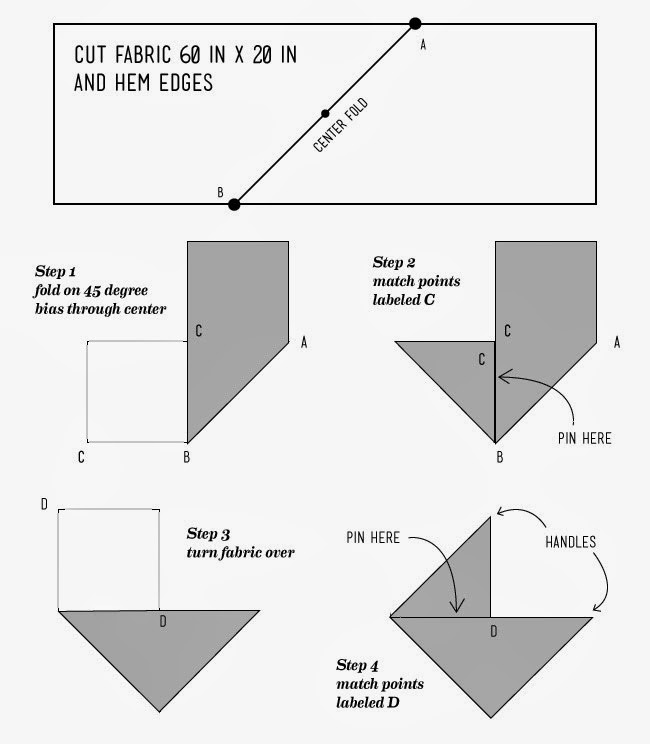 CUT FABRIC 60 IN X 20 IN
AND HEM EDGES
A
CENTER FOLD
B
Step 1
fold on 45 degree
bias through center
C
A
C
B
Step 2
match points
labeled C
C
C
A
PIN HERE
B
D
Step 3
turn fabric over
D
PIN HERE
HANDLES
D
Step 4
match points
labeled D